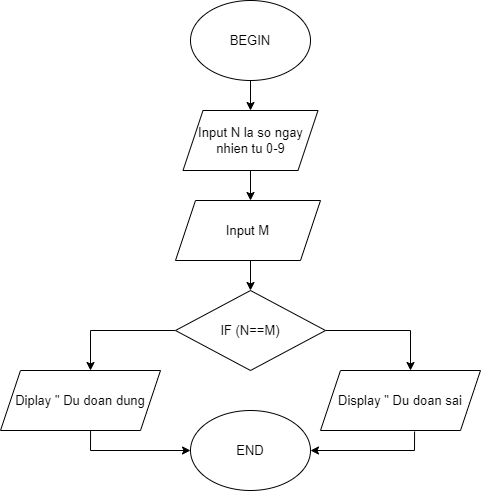 BEGIN
Input N la so ngay
nhien tu 0-9
Input M
IF (N==M)
Diplay " Du doan dung
Display " Du doan sai
END